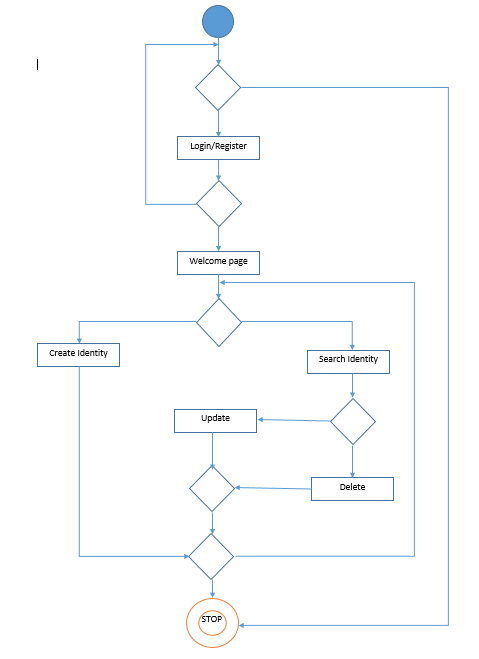 Login/Register
Welcome page
Create Identity
Search Identity
Update
Delete
STOP